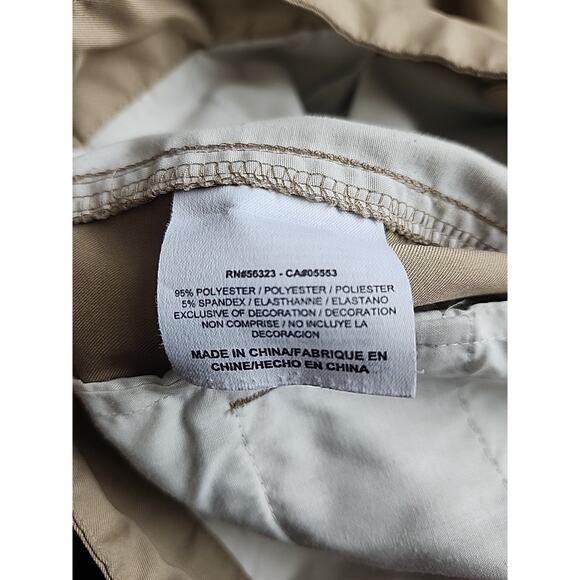 RN#56323 - CA#05553
95% POLYESTER / POLYESTER / POLIESTER
5% SPANDEX / ELASTHANNE / ELASTANO
EXCLUSIVE OF DECORATION / DECORATION
NON COMPRISE / NO INCLUYE LA
DECORACION
MADE IN CHINA/FABRIQUE EN
CHINE/HECHO EN CHINA